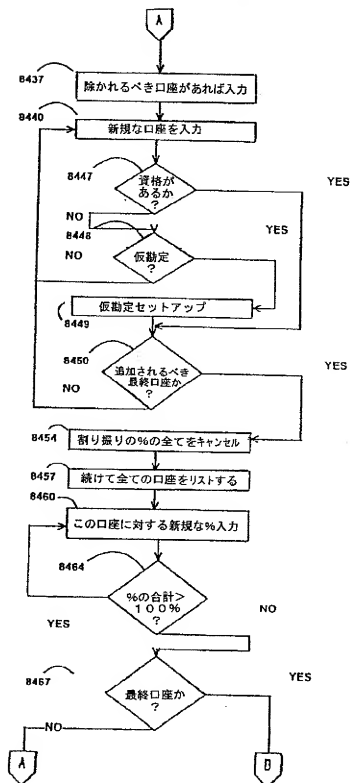 A
8437
除かれるべき口座があれば入力
8440
新規な口座を入力
8447
資格が
あるか
?
YES
NO
YES
8448
NO
仮勘定
?
仮勘定セットアップ
8449
8450
追加されるべき
最終口座か
?
YES
NO
8454
割り振りの%の全てをキャンセル
8457
続けて全ての口座をリストする
8460
この口座に対する新規な%入力
8464
%の合計>
100%
?
NO
YES
YES
8467
最終口座か
?
NO
A
B